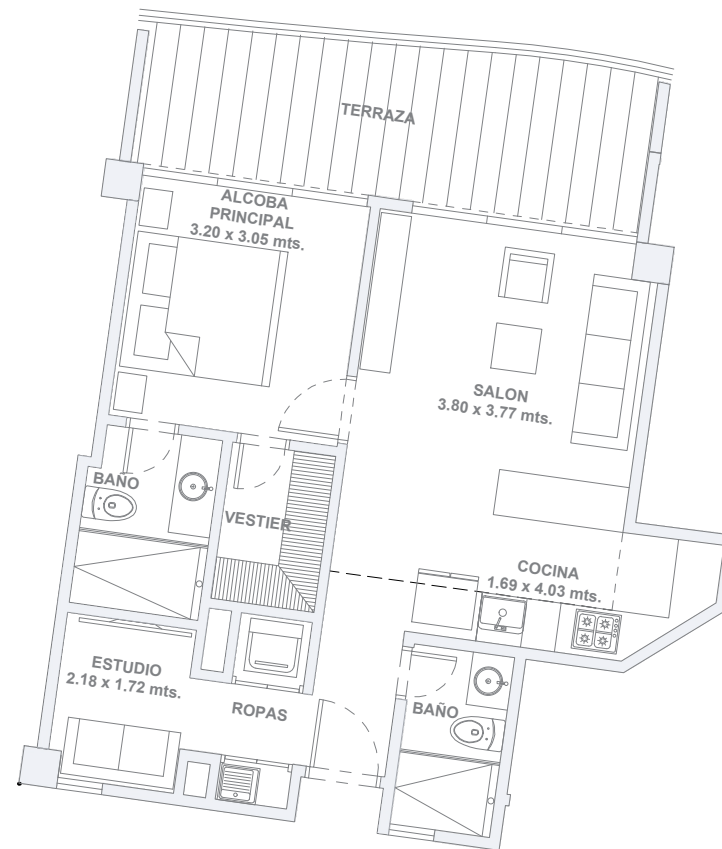 TERRAZA
ALCOBA
PRINCIPAL
3.20 x 3.05 mts.
SALON
3.80 x 3.77 mts.
BAÑO
VESTIER
COCINA
1.69 x 4.03 mts.
ESTUDIO
2.18 x 1.72 mts.
ROPAS
BAÑO